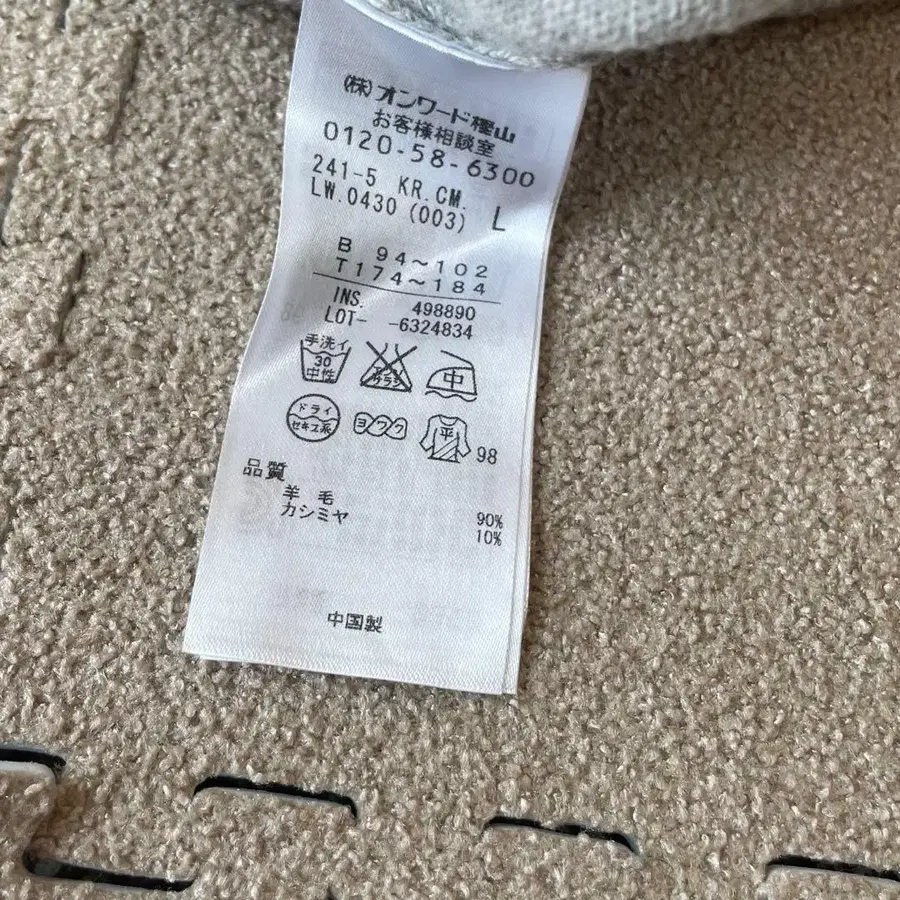 (株)オンワード樫山
お客様相談室
0120-58-6300
241-5 KR.CM. L
LW.0430 (003)
B 94～102
T174～184
INS. 498890
LOT- -6324834
手洗イ
30
中性
エンソ
サラシ
中
ドライ
セキユ系
ヨワク
平
98
品質
羊毛 90%
カシミヤ 10%
中国製